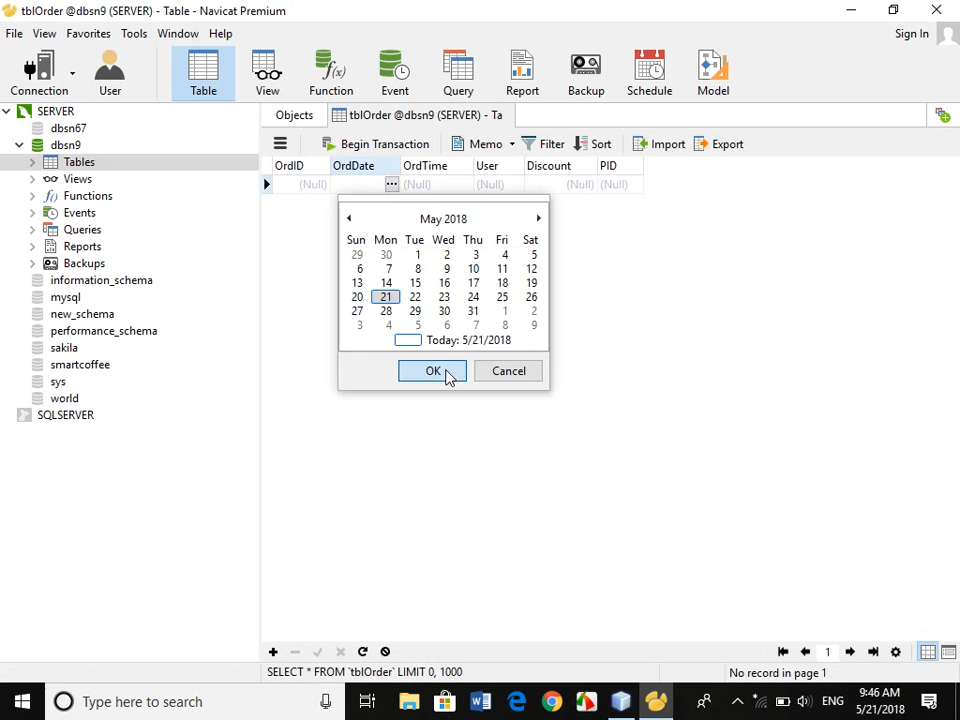 tblOrder @dbsn9 (SERVER) - Table - Navicat Premium
File View Favorites Tools Window Help Sign In
Connection User Table View Function Event Query Report Backup Schedule Model
SERVER
dbsn67
dbsn9
Tables
Views
Functions
Events
Queries
Reports
Backups
information_schema
mysql
new_schema
performance_schema
sakila
smartcoffee
sys
world
SQLSERVER
Objects tblOrder @dbsn9 (SERVER) - Ta
Begin Transaction Memo Filter Sort Import Export
OrdID OrdDate OrdTime User Discount PID
(Null) ... (Null) (Null) (Null) (Null)
May 2018
Sun Mon Tue Wed Thu Fri Sat
29 30 1 2 3 4 5
6 7 8 9 10 11 12
13 14 15 16 17 18 19
20 21 22 23 24 25 26
27 28 29 30 31 1 2
3 4 5 6 7 8 9
Today: 5/21/2018
OK Cancel
1
SELECT * FROM `tblOrder` LIMIT 0, 1000 No record in page 1
Type here to search
ENG
9:46 AM
5/21/2018